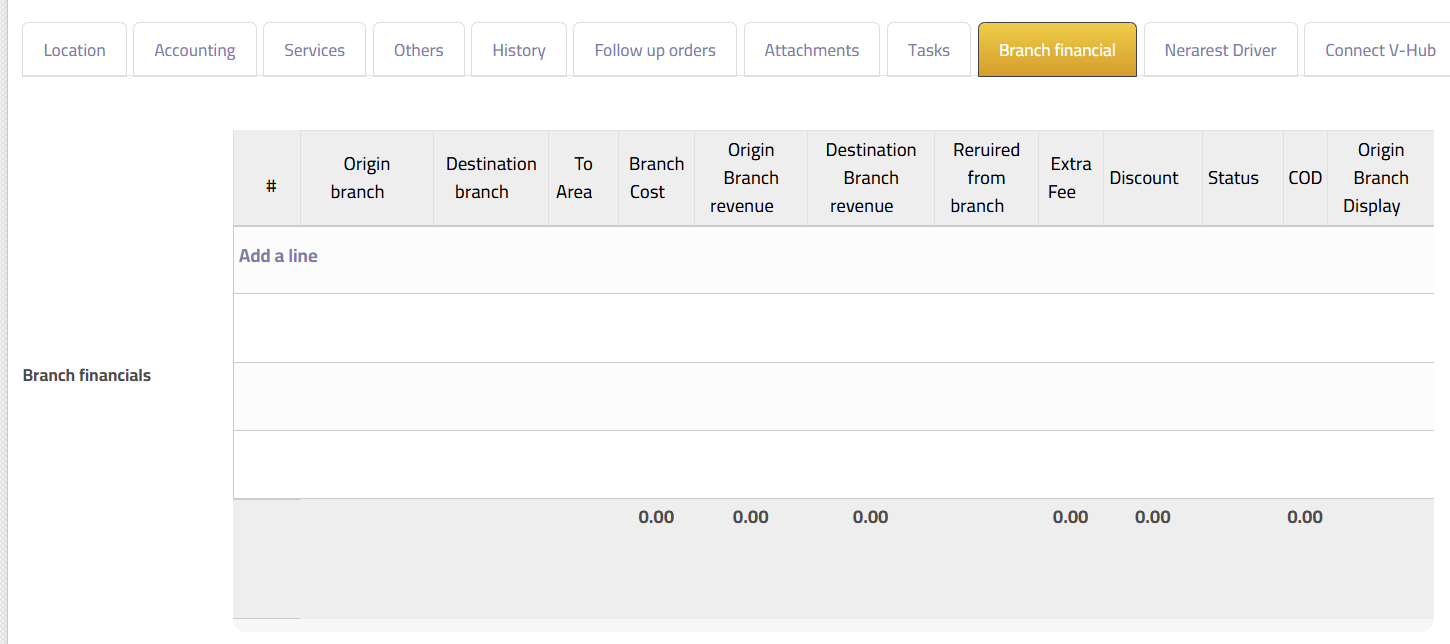 Location Accounting Services Others History Follow up orders Attachments Tasks Branch financial Nerarest Driver Connect V-Hub
# Origin branch Destination branch To Area Branch Cost Origin Branch revenue Destination Branch revenue Reruired from branch Extra Fee Discount Status COD Origin Branch Display
Add a line
Branch financials
0.00 0.00 0.00 0.00 0.00 0.00